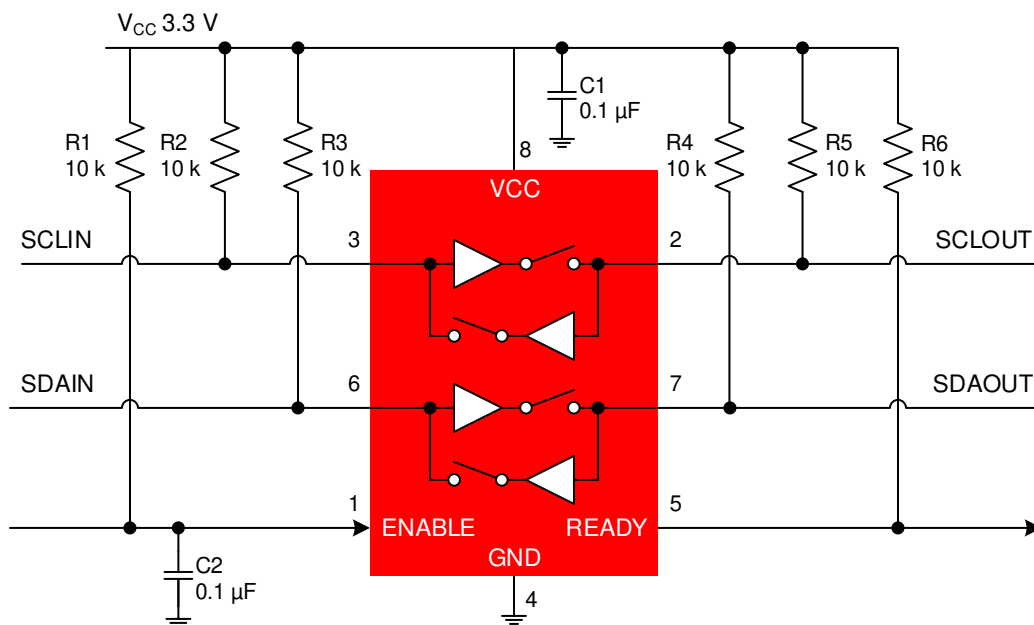 V_CC 3.3 V
C1
0.1 µF
R1
10 k
R2
10 k
R3
10 k
8
R4
10 k
R5
10 k
R6
10 k
VCC
SCLIN
3
2
SCLOUT
SDAIN
6
7
SDAOUT
1
ENABLE
READY
5
GND
C2
0.1 µF
4